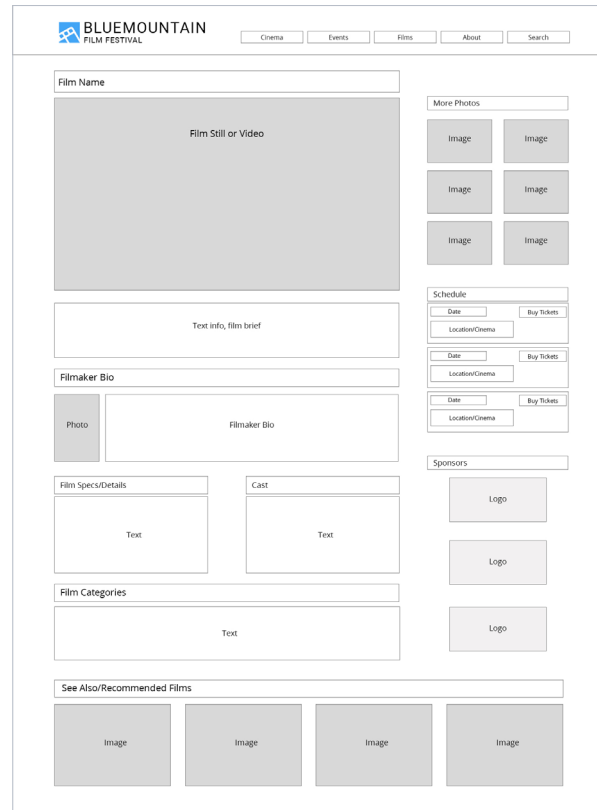 BLUEMOUNTAIN
FILM FESTIVAL
Cinema
Events
Films
About
Search
Film Name
Film Still or Video
Text info, film brief
Filmaker Bio
Photo
Filmaker Bio
Film Specs/Details
Cast
Text
Text
Film Categories
Text
More Photos
Image
Image
Image
Image
Image
Image
Schedule
Date
Buy Tickets
Location/Cinema
Date
Buy Tickets
Location/Cinema
Date
Buy Tickets
Location/Cinema
Sponsors
Logo
Logo
Logo
See Also/Recommended Films
Image
Image
Image
Image